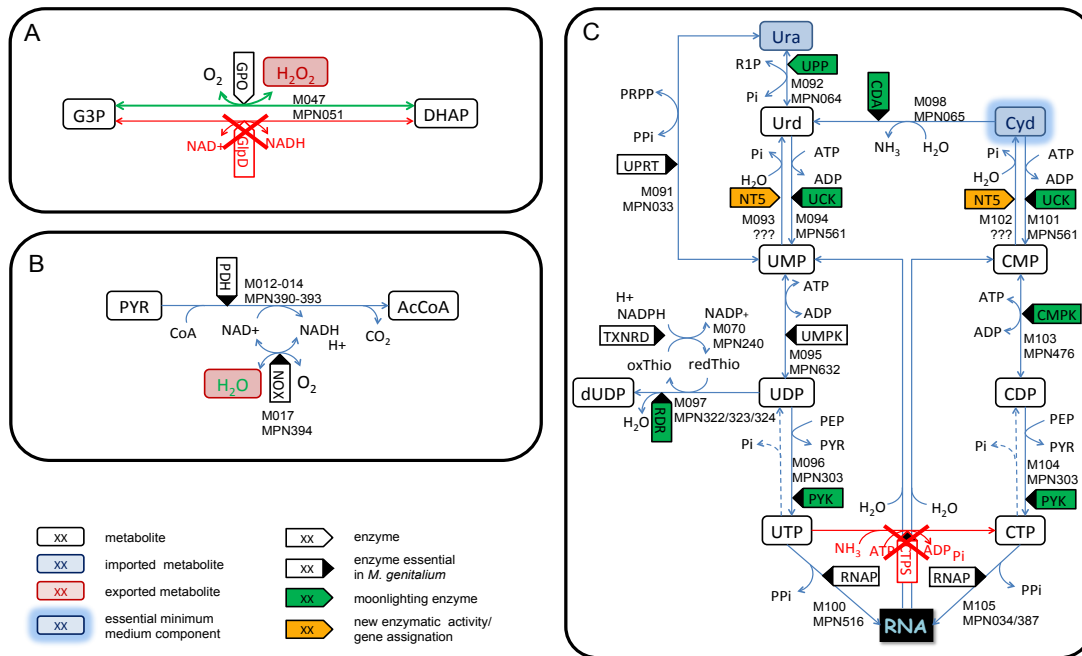 A
O2
GPO
H2O2
G3P
M047
MPN051
DHAP
NAD+
GlpD
NADH
B
PDH
M012-014
MPN390-393
PYR
AcCoA
CoA
NAD+
NADH
H+
CO2
H2O
NOX
O2
M017
MPN394
C
Ura
R1P
UPP
M092
MPN064
Pi
PRPP
PPi
UPRT
M091
MPN033
Urd
CDA
M098
MPN065
NH3
H2O
Cyd
Pi
H2O
ATP
ADP
NT5
UCK
M093
???
M094
MPN561
Pi
H2O
ATP
ADP
NT5
UCK
M102
???
M101
MPN561
UMP
CMP
ATP
ADP
UMPK
M095
MPN632
ATP
ADP
CMPK
M103
MPN476
H+
NADPH
NADP+
M070
MPN240
TXNRD
oxThio
redThio
dUDP
H2O
RDR
M097
MPN322/323/324
UDP
CDP
Pi
PEP
PYR
M096
MPN303
PYK
Pi
PEP
PYR
M104
MPN303
PYK
H2O
H2O
UTP
CTP
NH3
ATP
CTPS
ADP
Pi
PPi
RNAP
RNAP
PPi
M100
MPN516
RNA
M105
MPN034/387
xx metabolite
xx imported metabolite
xx exported metabolite
xx essential minimum
medium component
xx enzyme
xx enzyme essential
in M. genitalium
xx moonlighting enzyme
xx new enzymatic activity/
gene assignation